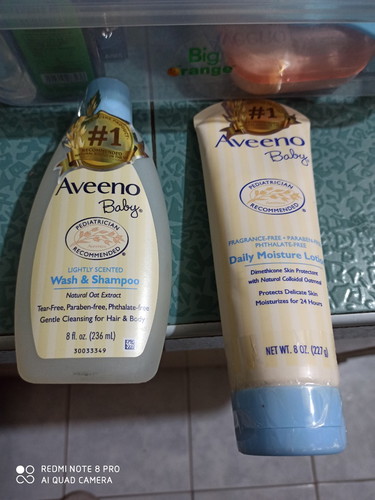 Big
range
#1
Aveeno
Baby®
PEDIATRICIAN
RECOMMENDED
LIGHTLY SCENTED
Wash & Shampoo
Natural Oat Extract
Tear-Free, Paraben-free, Phthalate-free
Gentle Cleansing for Hair & Body
8 fl. oz. (236 ml)
30033349
#1
Aveeno
Baby®
PEDIATRICIAN
RECOMMENDED
FRAGRANCE-FREE • PARABEN-FREE
PHTHALATE-FREE
Daily Moisture Lotion
Dimethicone Skin Protectant
with Natural Colloidal Oatmeal
Protects Delicate Skin
Moisturizes for 24 Hours
NET WT. 8 OZ. (227g)
REDMI NOTE 8 PRO
AI QUAD CAMERA